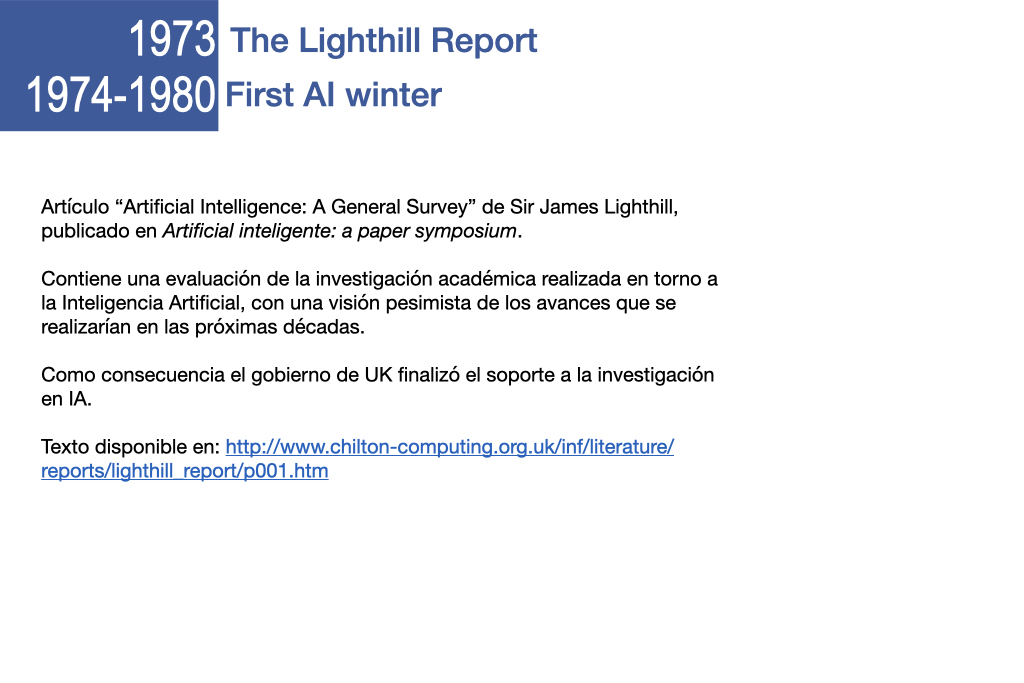 1973 The Lighthill Report
1974-1980 First AI winter
Artículo “Artificial Intelligence: A General Survey” de Sir James Lighthill,
publicado en Artificial inteligente: a paper symposium.
Contiene una evaluación de la investigación académica realizada en torno a
la Inteligencia Artificial, con una visión pesimista de los avances que se
realizarían en las próximas décadas.
Como consecuencia el gobierno de UK finalizó el soporte a la investigación
en IA.
Texto disponible en: http://www.chilton-computing.org.uk/inf/literature/
reports/lighthill_report/p001.htm